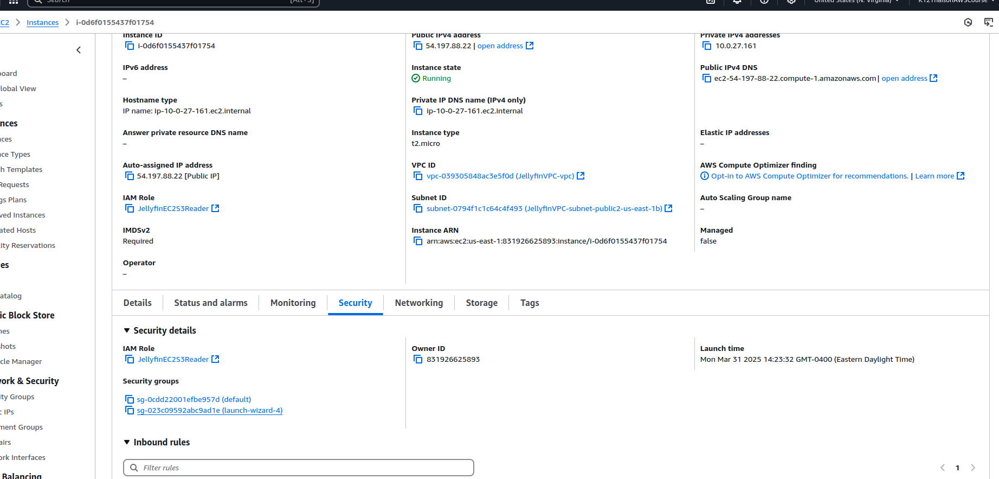 Search
[Alt+S]
United States (N. Virginia)
K12ThaisonAWSCourse
EC2 > Instances > i-0d6f0155437f01754
Instance ID
i-0d6f0155437f01754
Public IPv4 address
54.197.88.22 | open address
Private IPv4 addresses
10.0.27.161
IPv6 address
–
Instance state
Running
Public IPv4 DNS
ec2-54-197-88-22.compute-1.amazonaws.com | open address
Hostname type
IP name: ip-10-0-27-161.ec2.internal
Private IP DNS name (IPv4 only)
ip-10-0-27-161.ec2.internal
Answer private resource DNS name
–
Instance type
t2.micro
Elastic IP addresses
–
Auto-assigned IP address
54.197.88.22 [Public IP]
VPC ID
vpc-039305848ac3e5f0d (JellyfinVPC-vpc)
AWS Compute Optimizer finding
Opt-in to AWS Compute Optimizer for recommendations. | Learn more
IAM Role
JellyfinEC2S3Reader
Subnet ID
subnet-0794f1c1c64c4f493 (JellyfinVPC-subnet-public2-us-east-1b)
Auto Scaling Group name
–
IMDSv2
Required
Instance ARN
arn:aws:ec2:us-east-1:831926625893:instance/i-0d6f0155437f01754
Managed
false
Operator
–
oard
lobal View
s
nces
ces
ce Types
h Templates
Requests
gs Plans
ved Instances
ated Hosts
ity Reservations
es
atalog
ic Block Store
nes
shots
cle Manager
ork & Security
ity Groups
c IPs
ment Groups
airs
ork Interfaces
Balancing
Details
Status and alarms
Monitoring
Security
Networking
Storage
Tags
Security details
IAM Role
JellyfinEC2S3Reader
Owner ID
831926625893
Launch time
Mon Mar 31 2025 14:23:32 GMT-0400 (Eastern Daylight Time)
Security groups
sg-0cdd22001efbe957d (default)
sg-023c09592abc9ad1e (launch-wizard-4)
Inbound rules
Filter rules
1